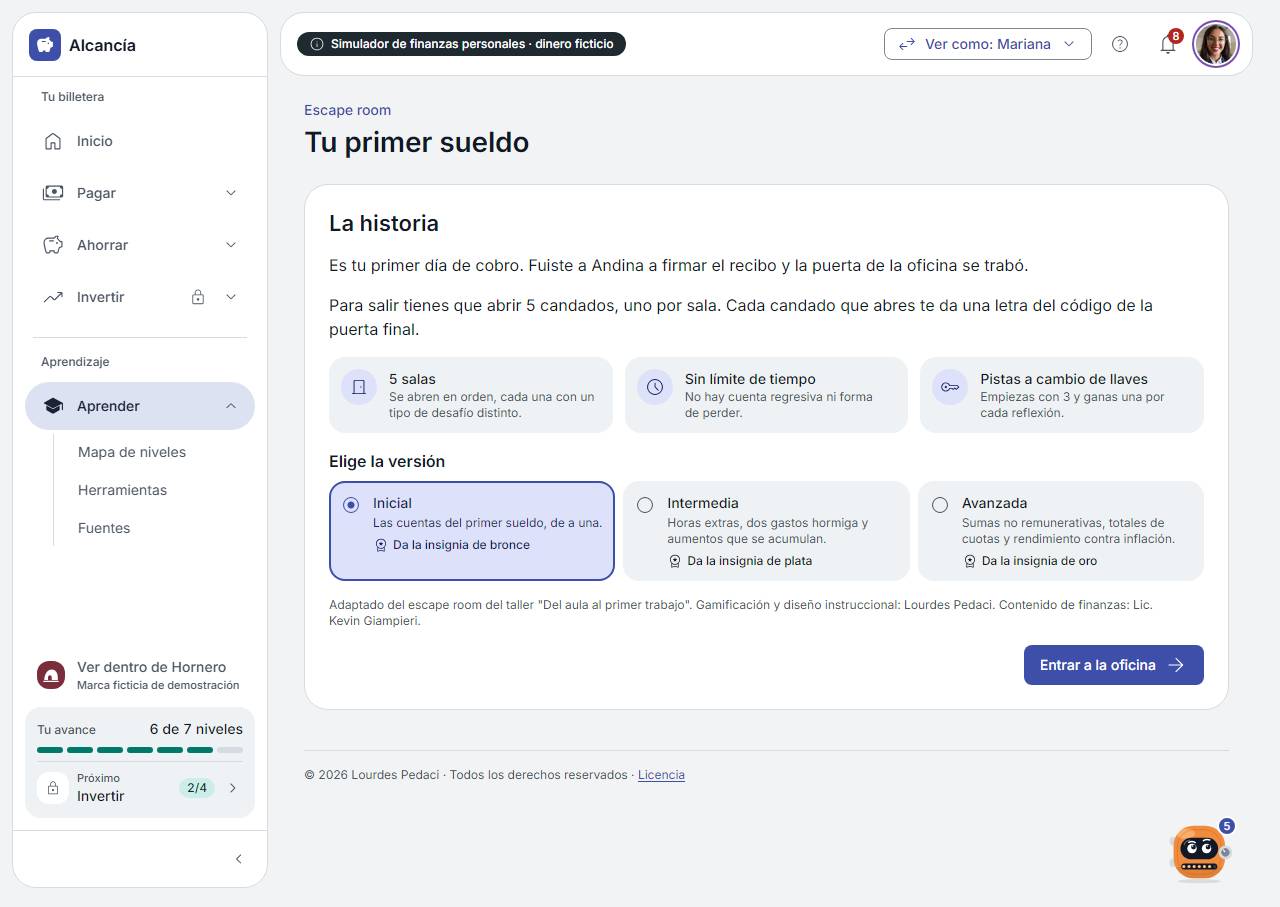 Alcancía
Tu billetera
Inicio
Pagar
Ahorrar
Invertir
Aprendizaje
Aprender
Mapa de niveles
Herramientas
Fuentes
Ver dentro de Hornero
Marca ficticia de demostración
Tu avance
6 de 7 niveles
Próximo
Invertir
2/4
Simulador de finanzas personales · dinero ficticio
Ver como: Mariana
8
Escape room
Tu primer sueldo
La historia
Es tu primer día de cobro. Fuiste a Andina a firmar el recibo y la puerta de la oficina se trabó.
Para salir tienes que abrir 5 candados, uno por sala. Cada candado que abres te da una letra del código de la
puerta final.
5 salas
Se abren en orden, cada una con un
tipo de desafío distinto.
Sin límite de tiempo
No hay cuenta regresiva ni forma
de perder.
Pistas a cambio de llaves
Empiezas con 3 y ganas una por
cada reflexión.
Elige la versión
Inicial
Las cuentas del primer sueldo, de a una.
Da la insignia de bronce
Intermedia
Horas extras, dos gastos hormiga y
aumentos que se acumulan.
Da la insignia de plata
Avanzada
Sumas no remunerativas, totales de
cuotas y rendimiento contra inflación.
Da la insignia de oro
Adaptado del escape room del taller "Del aula al primer trabajo". Gamificación y diseño instruccional: Lourdes Pedaci. Contenido de finanzas: Lic.
Kevin Giampieri.
Entrar a la oficina
© 2026 Lourdes Pedaci · Todos los derechos reservados · Licencia
5